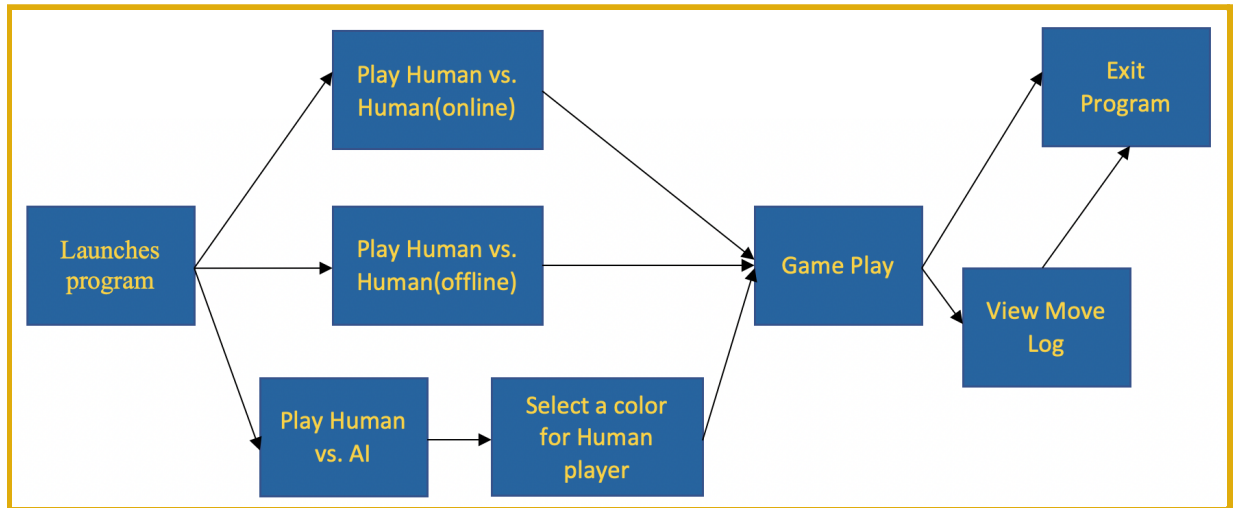 Launches
program
Play Human vs.
Human(online)
Play Human vs.
Human(offline)
Play Human
vs. AI
Select a color
for Human
player
Game Play
View Move
Log
Exit
Program